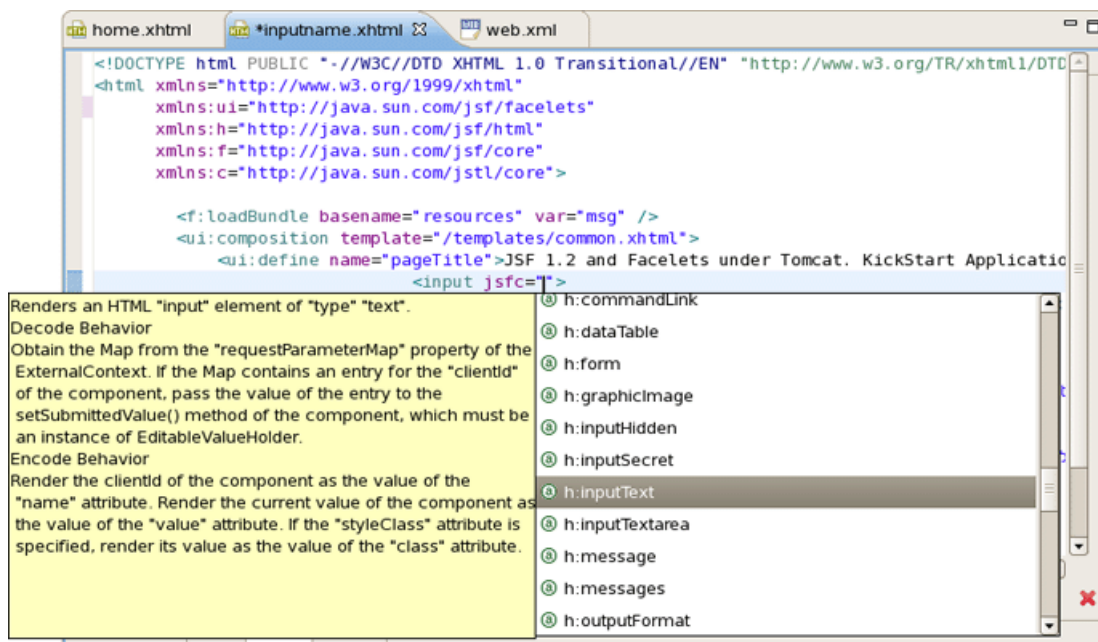 home.xhtml
*inputname.xhtml
web.xml
<!DOCTYPE html PUBLIC "-//W3C//DTD XHTML 1.0 Transitional//EN" "http://www.w3.org/TR/xhtml1/DTD
<html xmlns="http://www.w3.org/1999/xhtml"
xmlns:ui="http://java.sun.com/jsf/facelets"
xmlns:h="http://java.sun.com/jsf/html"
xmlns:f="http://java.sun.com/jsf/core"
xmlns:c="http://java.sun.com/jstl/core">
<f:loadBundle basename="resources" var="msg" />
<ui:composition template="/templates/common.xhtml">
<ui:define name="pageTitle">JSF 1.2 and Facelets under Tomcat. KickStart Applicatio
<input jsfc="">
Renders an HTML "input" element of "type" "text".
Decode Behavior
Obtain the Map from the "requestParameterMap" property of the
ExternalContext. If the Map contains an entry for the "clientId"
of the component, pass the value of the entry to the
setSubmittedValue() method of the component, which must be
an instance of EditableValueHolder.
Encode Behavior
Render the clientId of the component as the value of the
"name" attribute. Render the current value of the component as
the value of the "value" attribute. If the "styleClass" attribute is
specified, render its value as the value of the "class" attribute.
h:commandLink
h:dataTable
h:form
h:graphicImage
h:inputHidden
h:inputSecret
h:inputText
h:inputTextarea
h:message
h:messages
h:outputFormat